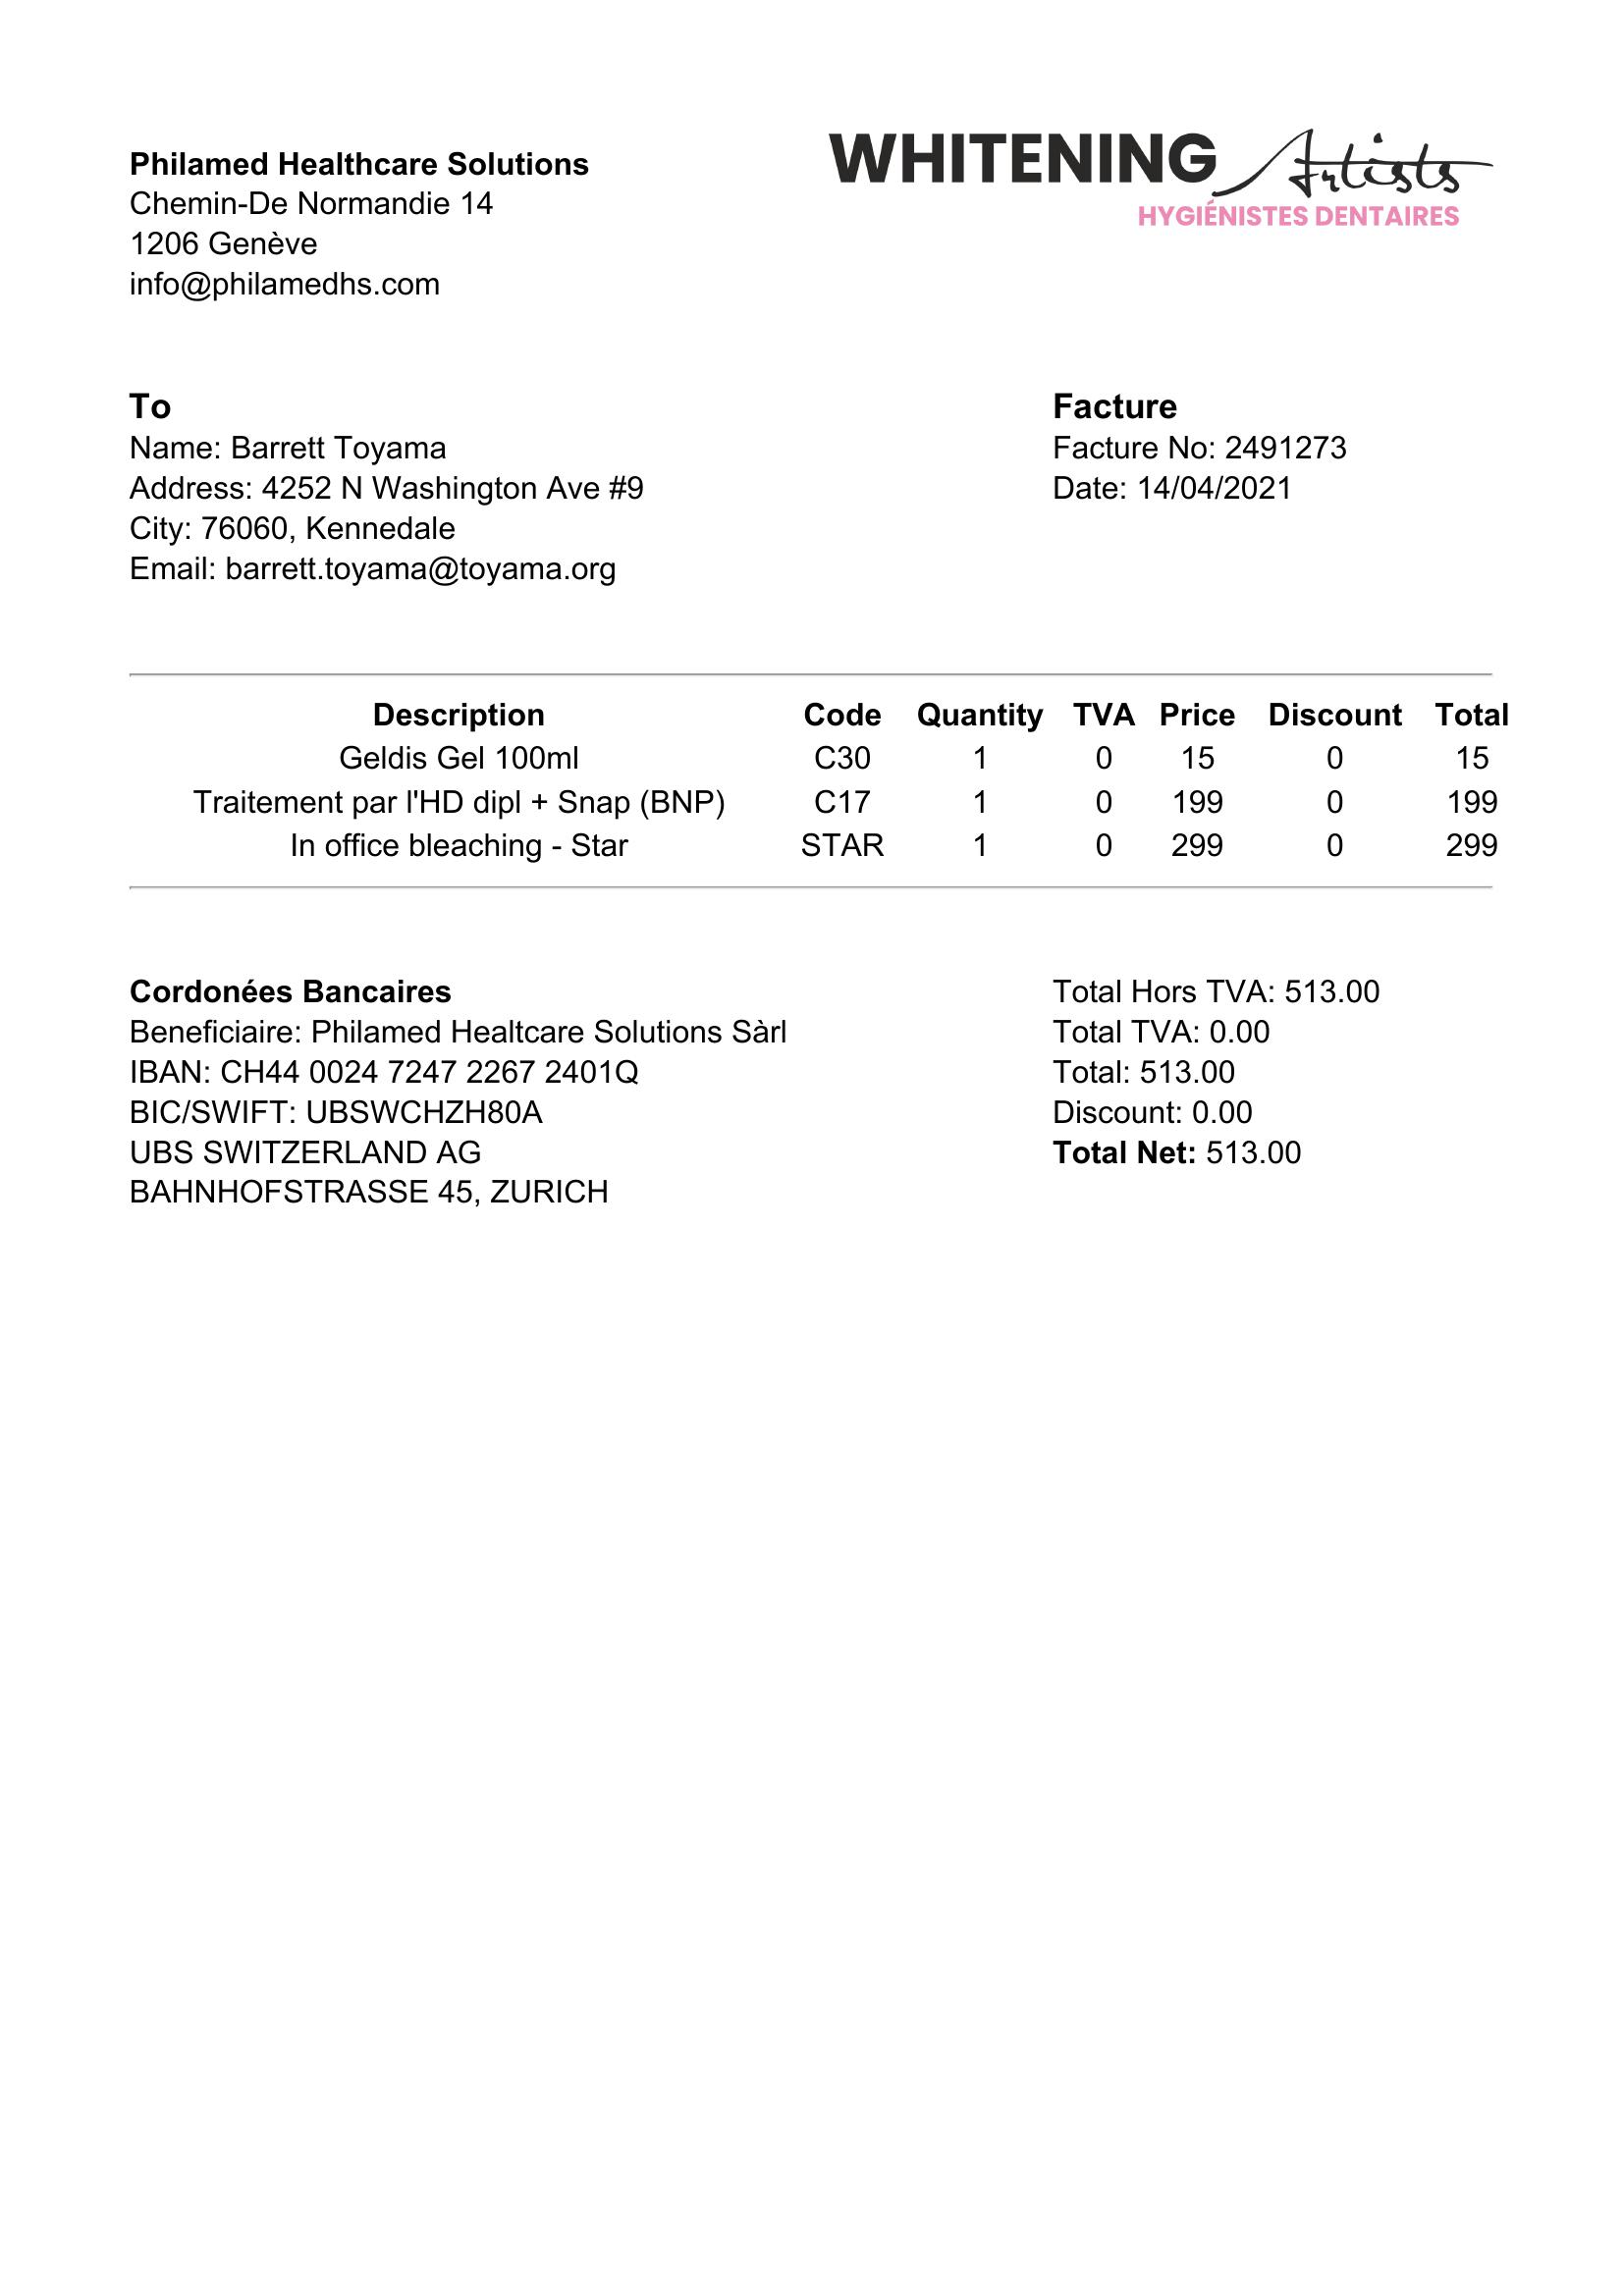 Philamed Healthcare Solutions
Chemin-De Normandie 14
1206 Genève
info@philamedhs.com
WHITENING Artists
HYGIÉNISTES DENTAIRES
To
Name: Barrett Toyama
Address: 4252 N Washington Ave #9
City: 76060, Kennedale
Email: barrett.toyama@toyama.org
Facture
Facture No: 2491273
Date: 14/04/2021
Description Code Quantity TVA Price Discount Total
Geldis Gel 100ml C30 1 0 15 0 15
Traitement par l'HD dipl + Snap (BNP) C17 1 0 199 0 199
In office bleaching - Star STAR 1 0 299 0 299
Cordonées Bancaires
Beneficiaire: Philamed Healtcare Solutions Sàrl
IBAN: CH44 0024 7247 2267 2401Q
BIC/SWIFT: UBSWCHZH80A
UBS SWITZERLAND AG
BAHNHOFSTRASSE 45, ZURICH
Total Hors TVA: 513.00
Total TVA: 0.00
Total: 513.00
Discount: 0.00
Total Net: 513.00